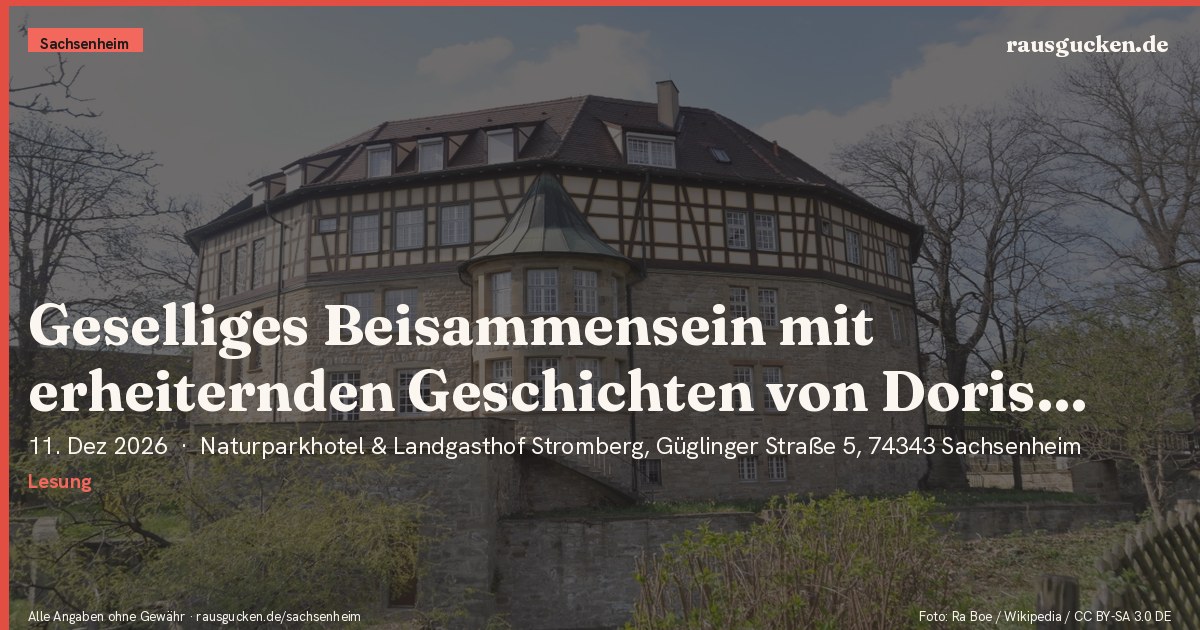 Sachsenheim
rausgucken.de
Geselliges Beisammensein mit
erheiternden Geschichten von Doris...
11. Dez 2026 · Naturparkhotel & Landgasthof Stromberg, Güglinger Straße 5, 74343 Sachsenheim
Lesung
Alle Angaben ohne Gewähr · rausgucken.de/sachsenheim
Foto: Ra Boe / Wikipedia / CC BY-SA 3.0 DE